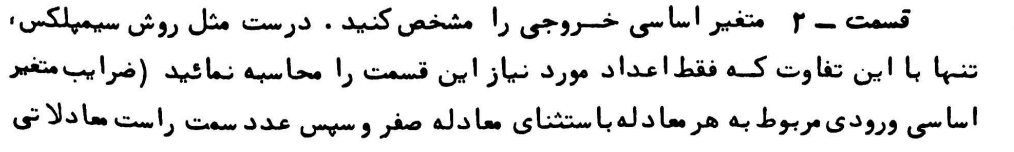 قسمت ـ ۲ متغیر اساسی خروجی را مشخص کنید . درست مثل روش سیمپلکس،
تنها با این تفاوت که فقط اعداد مورد نیاز این قسمت را محاسبه نمائید (ضرایب متغیر
اساسی ورودی مربوط به هر معادله باستثنای معادله صفر و سپس عدد سمت راست معادلاتی